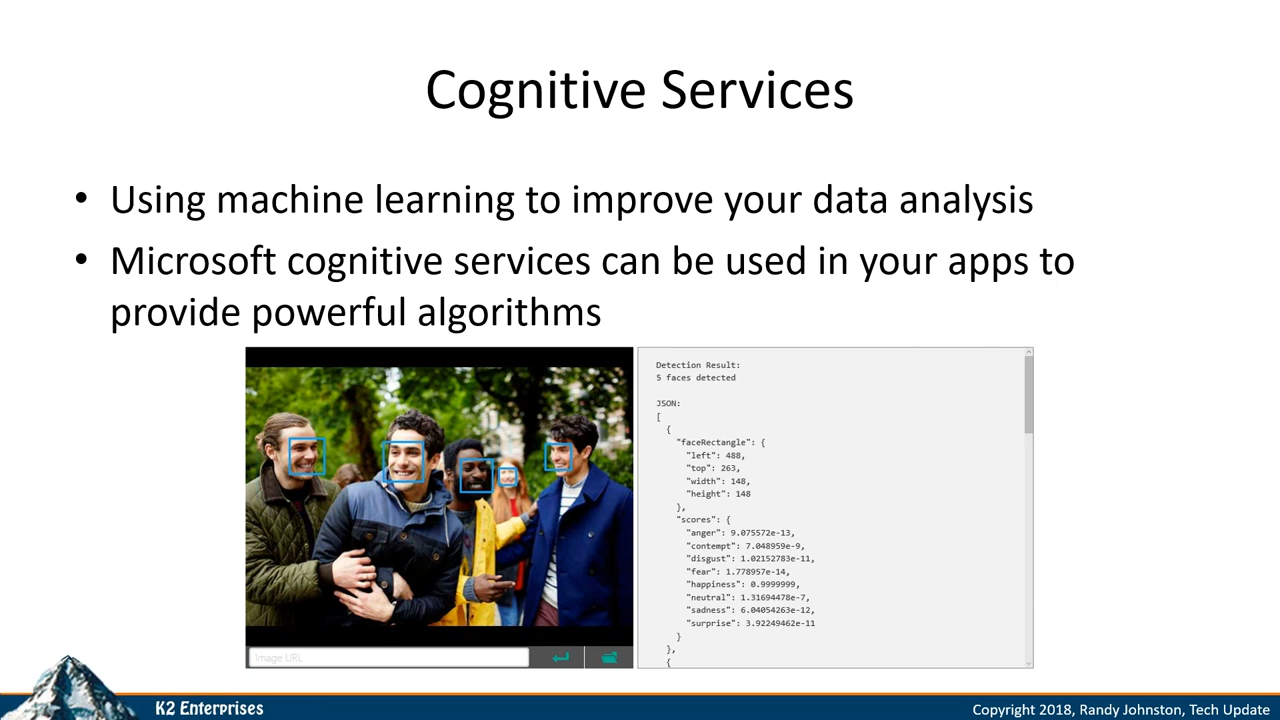 Cognitive Services
• Using machine learning to improve your data analysis
• Microsoft cognitive services can be used in your apps to
provide powerful algorithms
Detection Result:
5 faces detected
JSON:
[
{
"faceRectangle": {
"left": 488,
"top": 263,
"width": 148,
"height": 148
},
"scores": {
"anger": 9.075572e-13,
"contempt": 7.048959e-9,
"disgust": 1.02152783e-11,
"fear": 1.778957e-14,
"happiness": 0.9999999,
"neutral": 1.31694478e-7,
"sadness": 6.04054263e-12,
"surprise": 3.92249462e-11
}
},
{
Image URL
K2 Enterprises
Copyright 2018, Randy Johnston, Tech Update